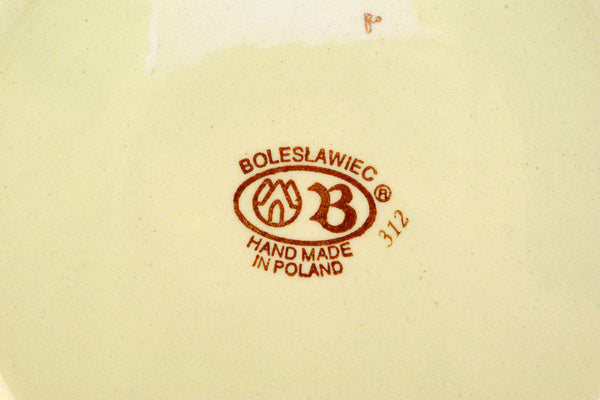 BOLESŁAWIEC
B ®
312
HAND MADE
IN POLAND